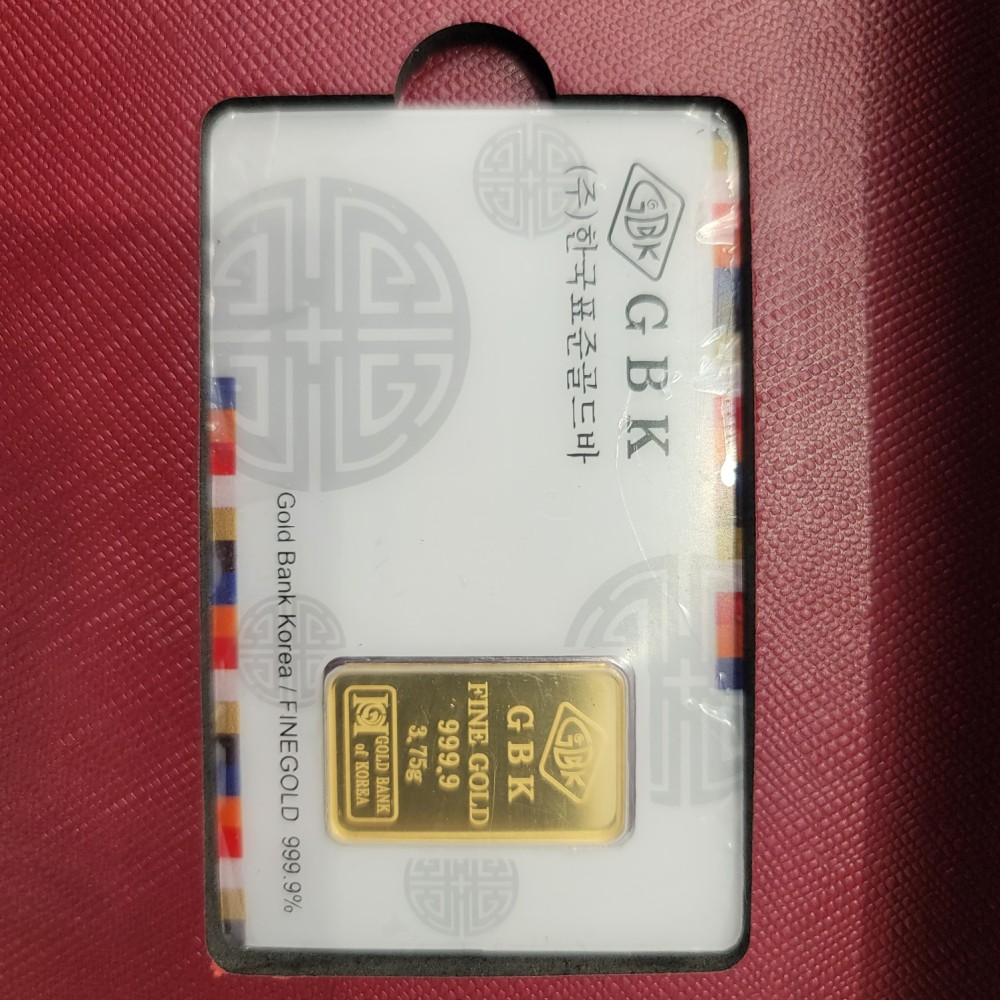 GBK
GBK
(주)한국표준골드바
GBK
GBK
FINE GOLD
999.9
3.75g
GOLD BANK
of KOREA
Gold Bank Korea / FINEGOLD 999.9%